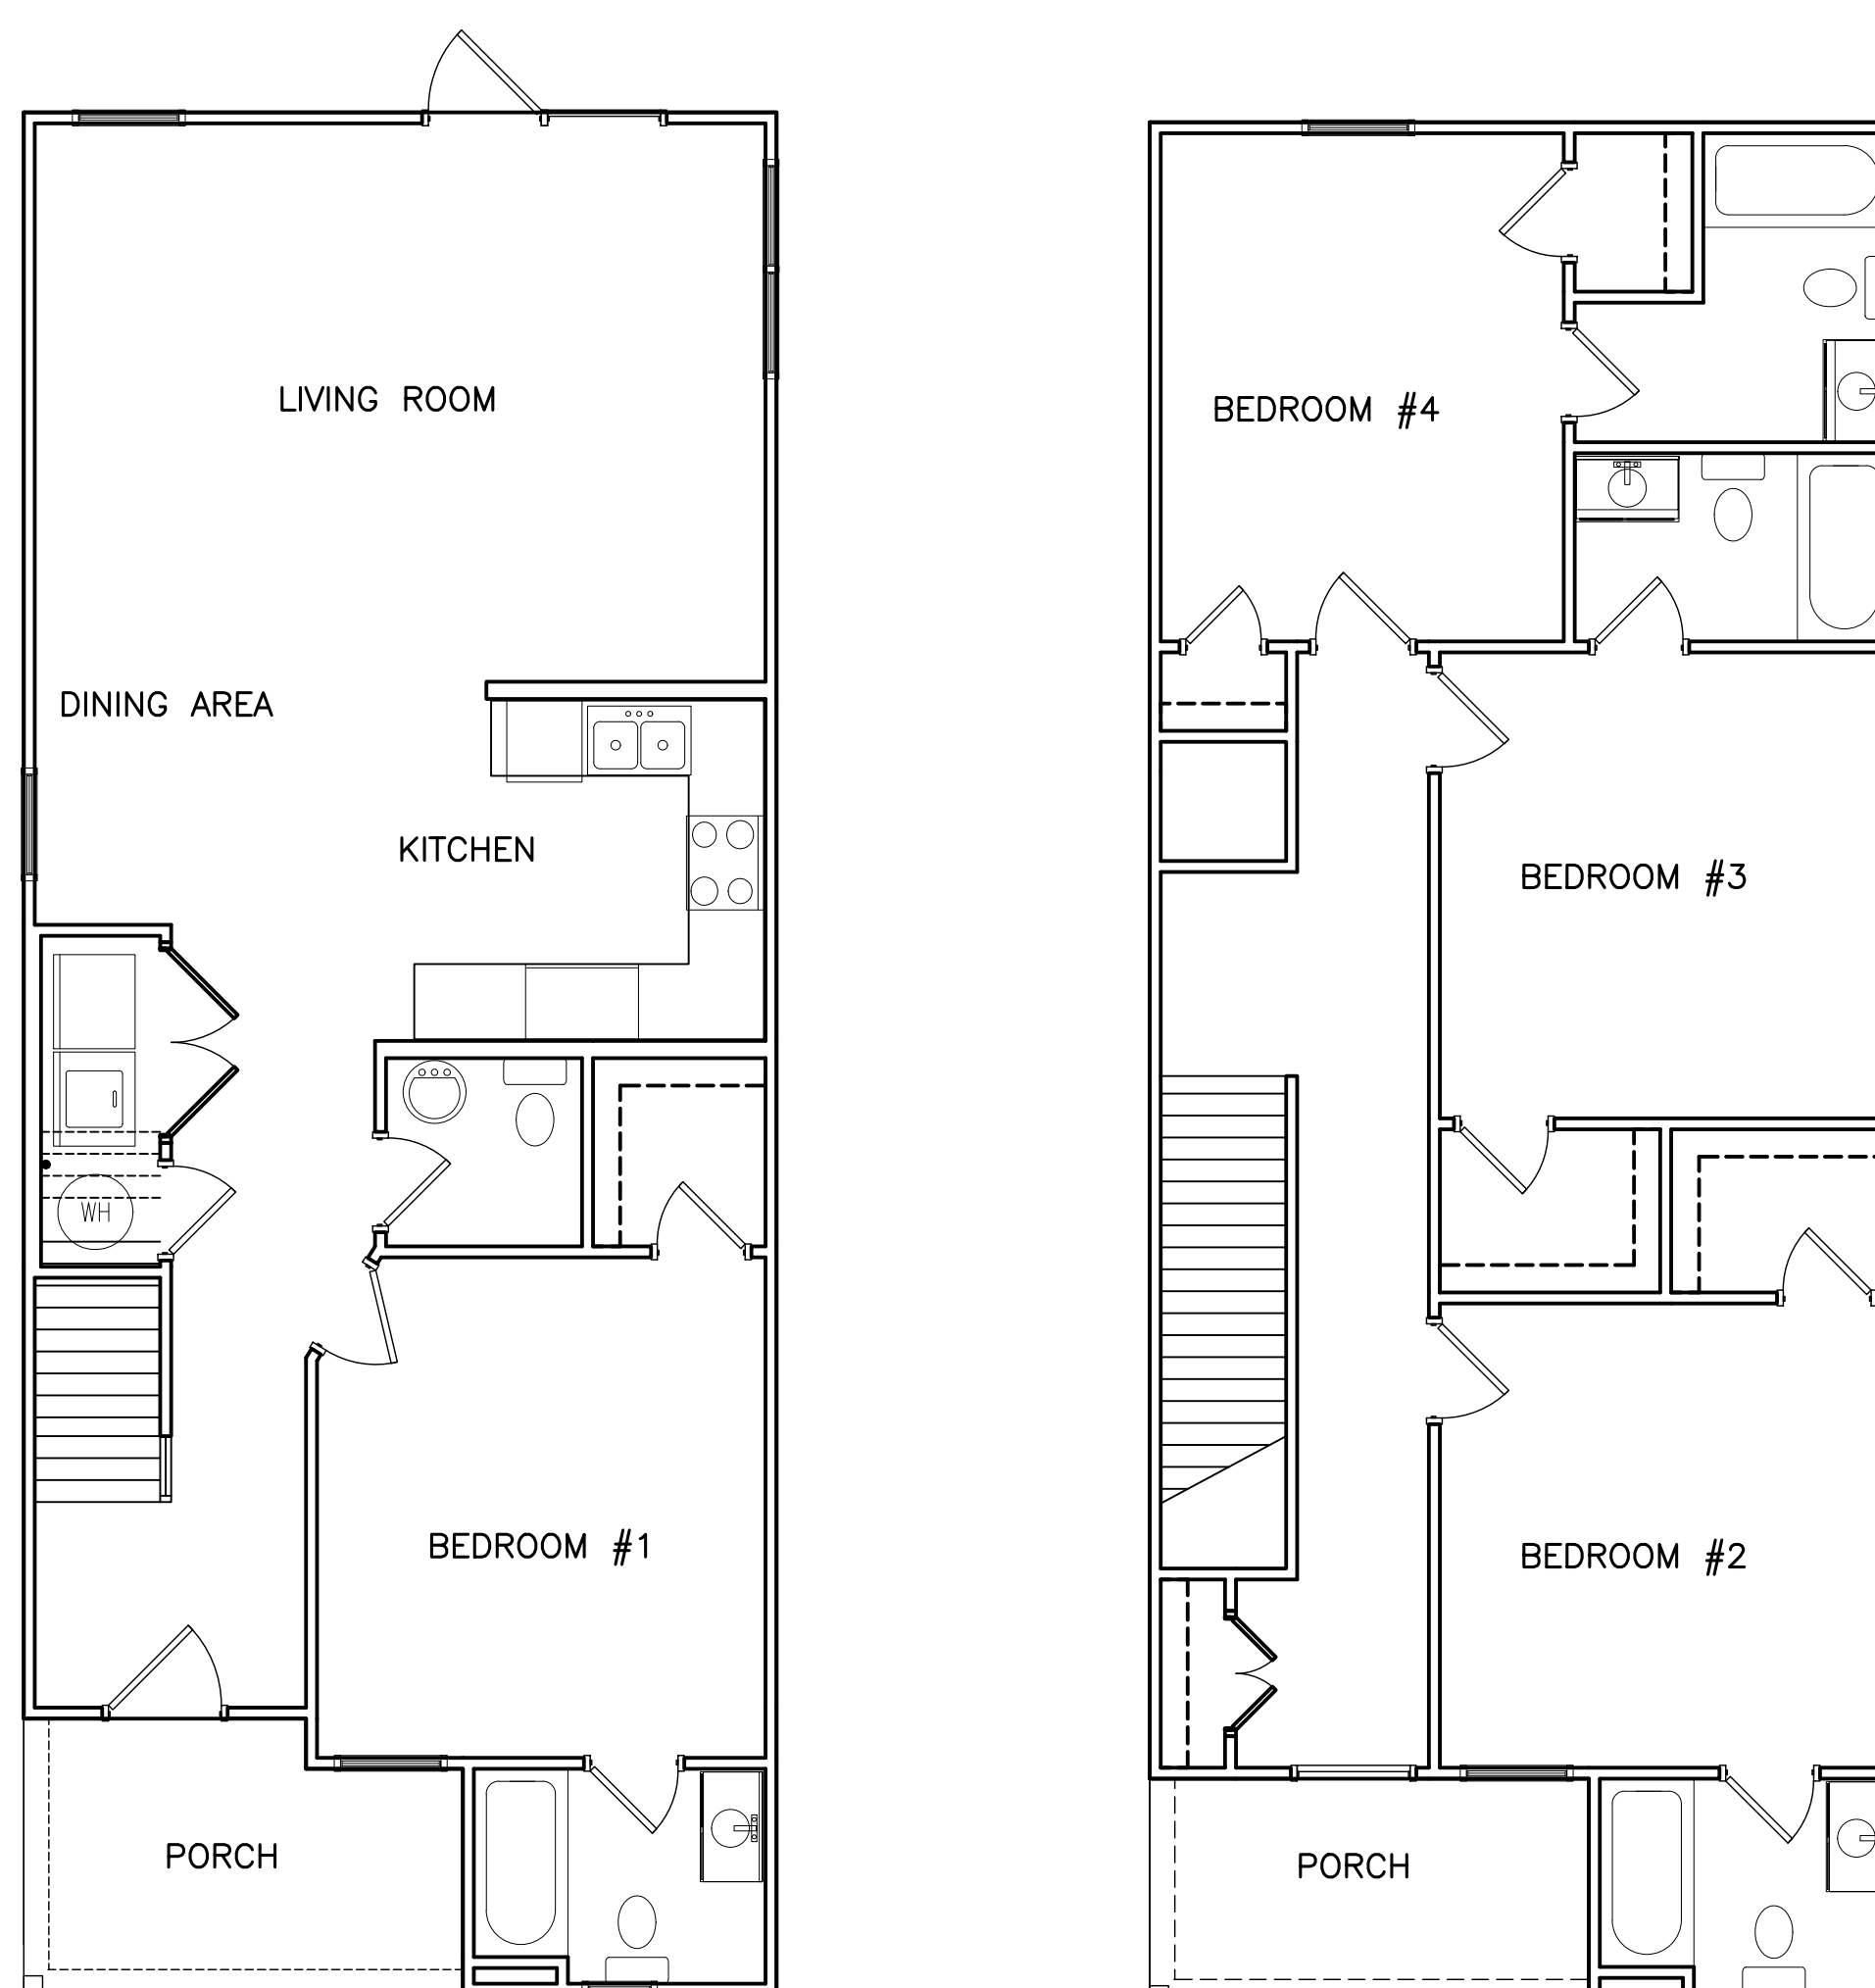 LIVING ROOM
DINING AREA
KITCHEN
WH
BEDROOM #1
PORCH
BEDROOM #4
BEDROOM #3
BEDROOM #2
PORCH